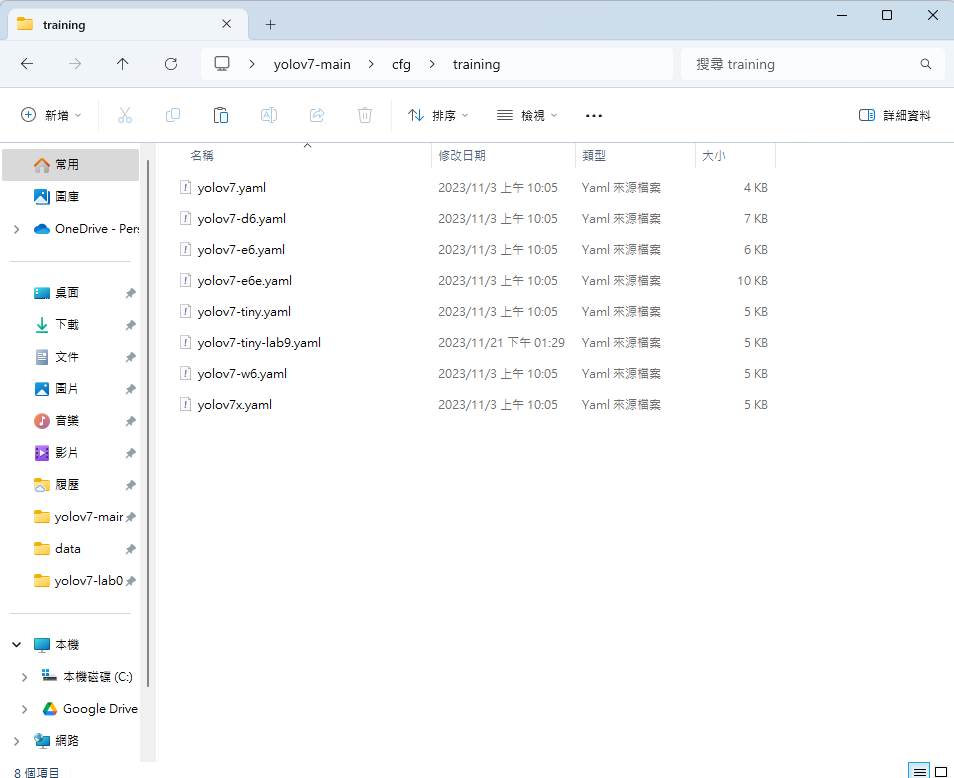 training
yolov7-main > cfg > training
搜尋 training
新增
排序
檢視
詳細資料
常用
圖庫
OneDrive - Pers
桌面
下載
文件
圖片
音樂
影片
履歷
yolov7-main
data
yolov7-lab0
本機
本機磁碟 (C:)
Google Drive
網路
名稱 修改日期 類型 大小
yolov7.yaml 2023/11/3 上午 10:05 Yaml 來源檔案 4 KB
yolov7-d6.yaml 2023/11/3 上午 10:05 Yaml 來源檔案 7 KB
yolov7-e6.yaml 2023/11/3 上午 10:05 Yaml 來源檔案 6 KB
yolov7-e6e.yaml 2023/11/3 上午 10:05 Yaml 來源檔案 10 KB
yolov7-tiny.yaml 2023/11/3 上午 10:05 Yaml 來源檔案 5 KB
yolov7-tiny-lab9.yaml 2023/11/21 下午 01:29 Yaml 來源檔案 5 KB
yolov7-w6.yaml 2023/11/3 上午 10:05 Yaml 來源檔案 5 KB
yolov7x.yaml 2023/11/3 上午 10:05 Yaml 來源檔案 5 KB
8 個項目